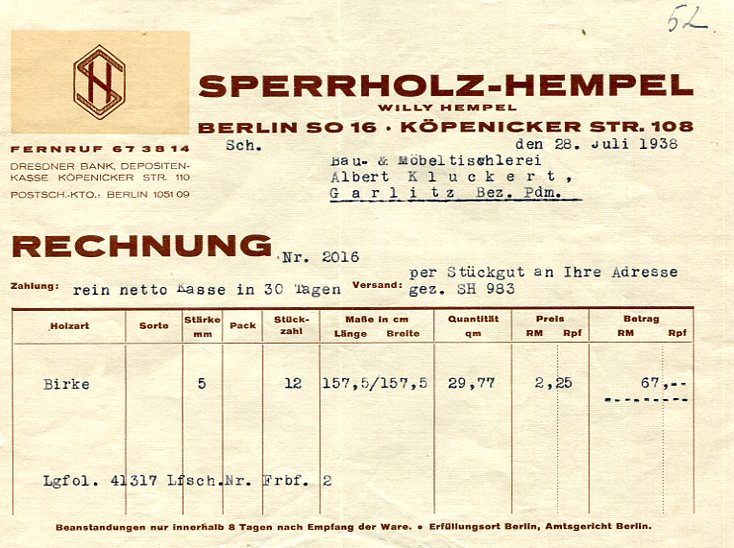 52.
SPERRHOLZ-HEMPEL
WILLY HEMPEL
BERLIN SO 16 · KÖPENICKER STR. 108
FERNRUF 67 38 14
DRESDNER BANK, DEPOSITEN-
KASSE KÖPENICKER STR. 110
POSTSCH.-KTO.: BERLIN 1051 09
Sch. den 28. Juli 1938
Bau- & Möbeltischlerei
Albert Kluckert,
Garlitz Bez. Pdm.
RECHNUNG Nr. 2016
Zahlung: rein netto Kasse in 30 Tagen Versand: per Stückgut an Ihre Adresse
gez. SH 983
Holzart Sorte Stärke mm Pack Stück-zahl Maße in cm Länge Breite Quantität qm Preis RM Rpf Betrag RM Rpf
Birke 5 12 157,5/157,5 29,77 2,25 67,--
Lgfol. 41317 Lfsch.Nr. Frbf. 2
Beanstandungen nur innerhalb 8 Tagen nach Empfang der Ware. • Erfüllungsort Berlin, Amtsgericht Berlin.